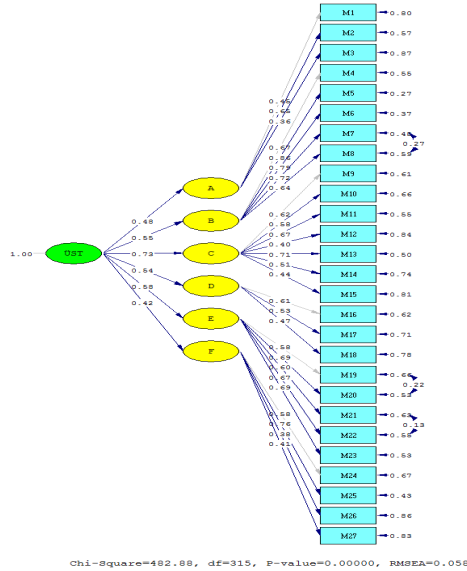 M1 0.80
M2 0.57
M3 0.87
M4 0.55
M5 0.27
M6 0.37
M7 0.48
0.27
M8 0.59
M9 0.61
M10 0.66
M11 0.55
M12 0.84
M13 0.50
M14 0.74
M15 0.81
M16 0.62
M17 0.71
M18 0.78
M19 0.66
0.22
M20 0.53
M21 0.63
0.13
M22 0.55
M23 0.53
M24 0.67
M25 0.43
M26 0.86
M27 0.83
0.45
0.65
0.36
0.67
0.86
0.79
0.72
0.64
0.62
0.58
0.67
0.40
0.71
0.51
0.44
0.61
0.53
0.47
0.58
0.69
0.60
0.67
0.69
0.58
0.76
0.38
0.41
A
B
C
D
E
F
0.48
0.55
0.73
0.54
0.58
0.42
1.00 ÜST
Chi-Square=482.88, df=315, P-value=0.00000, RMSEA=0.058